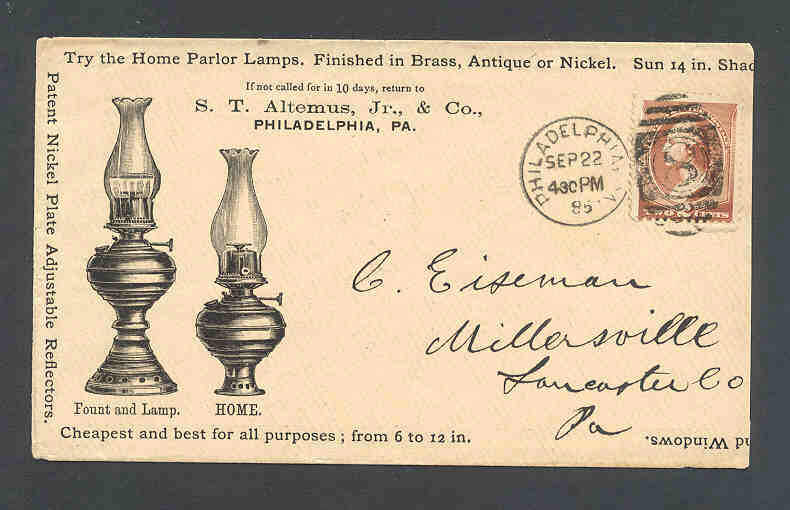 Try the Home Parlor Lamps. Finished in Brass, Antique or Nickel. Sun 14 in. Shad
If not called for in 10 days, return to
S. T. Altemus, Jr., & Co.,
PHILADELPHIA, PA.
Patent Nickel Plate Adjustable Reflectors.
PHILADELPHIA
SEP 22
430PM
85
C. Eiseman
Millersville
Lancaster Co
Pa
Fount and Lamp.
HOME.
Cheapest and best for all purposes ; from 6 to 12 in.
nd Windows.